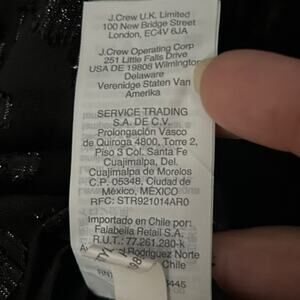 J.Crew U.K. Limited
100 New Bridge Street
London, EC4V 6JA
J.Crew Operating Corp
251 Little Falls Drive
USA DE 19808 Wilmington
Delaware
Verenidge Staten Van
Amerika
SERVICE TRADING
S.A. DE C.V.
Prolongación Vasco
de Quiroga 4800, Torre 2,
Piso 3 Col. Santa Fe
Cuajimalpa, Del.
Cuajimalpa de Morelos
C.P. 05348, Ciudad de
México, MEXICO
RFC: STR921014AR0
Importado en Chile por:
Falabella Retail S.A.
R.U.T.: 77.261.280-k
Rodriguez Norte
Chile
RN
445